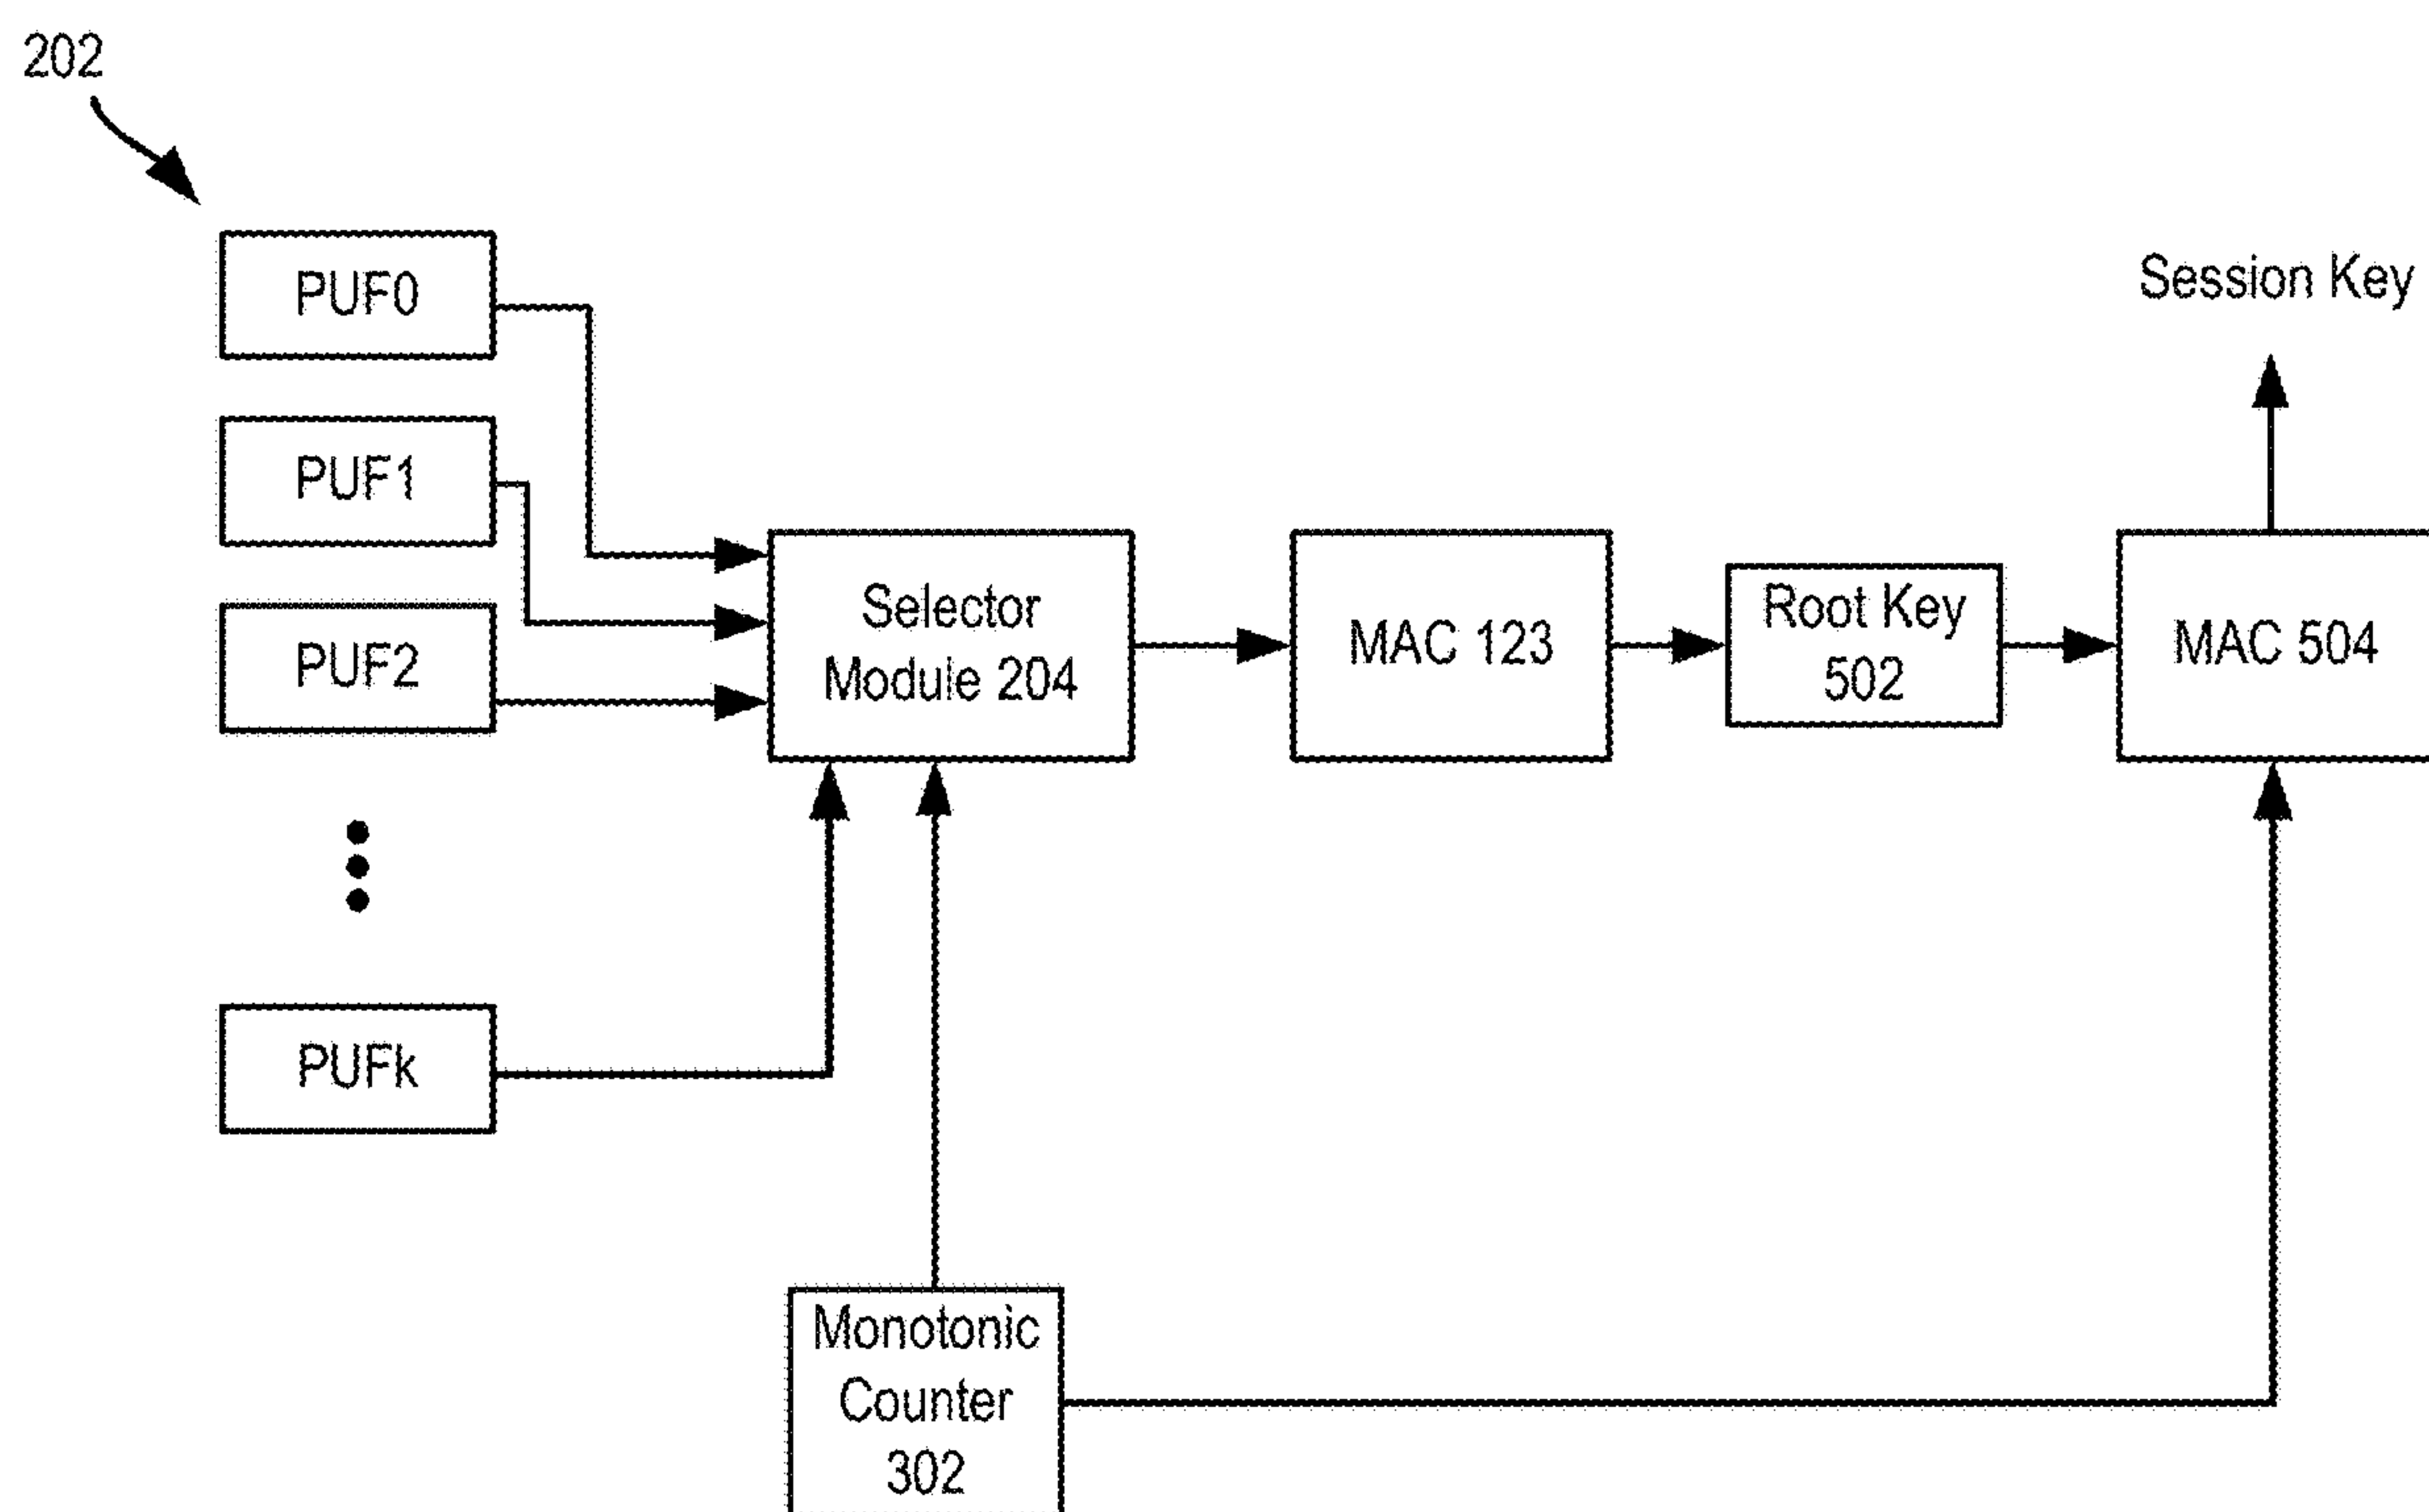 202
PUF0
Session Key
PUF1
Selector
Module 204
MAC 123
Root Key
502
MAC 504
PUF2
PUFk
Monotonic
Counter
302